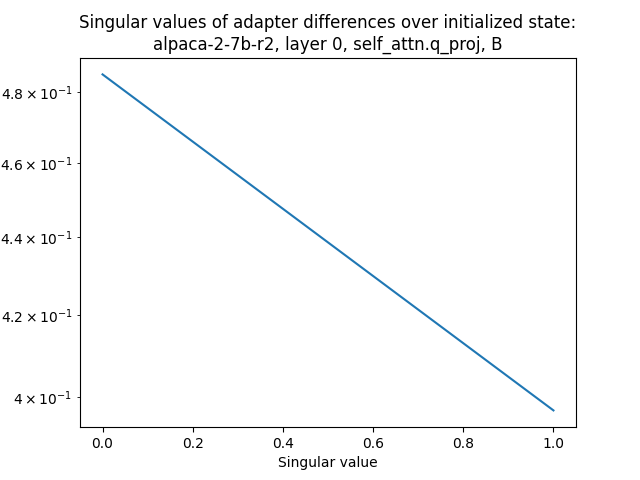 Singular values of adapter differences over initialized state:
alpaca-2-7b-r2, layer 0, self_attn.q_proj, B
4.8 × 10⁻¹
4.6 × 10⁻¹
4.4 × 10⁻¹
4.2 × 10⁻¹
4 × 10⁻¹
0.0 0.2 0.4 0.6 0.8 1.0
Singular value